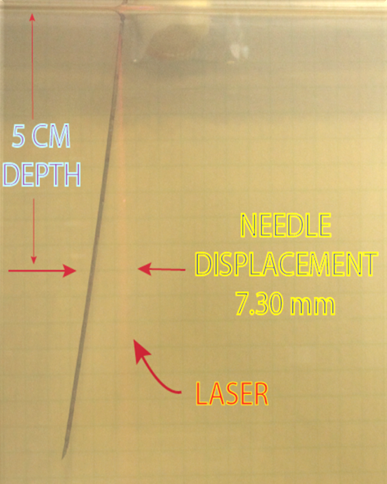 5 CM
DEPTH
NEEDLE
DISPLACEMENT
7.30 mm
LASER